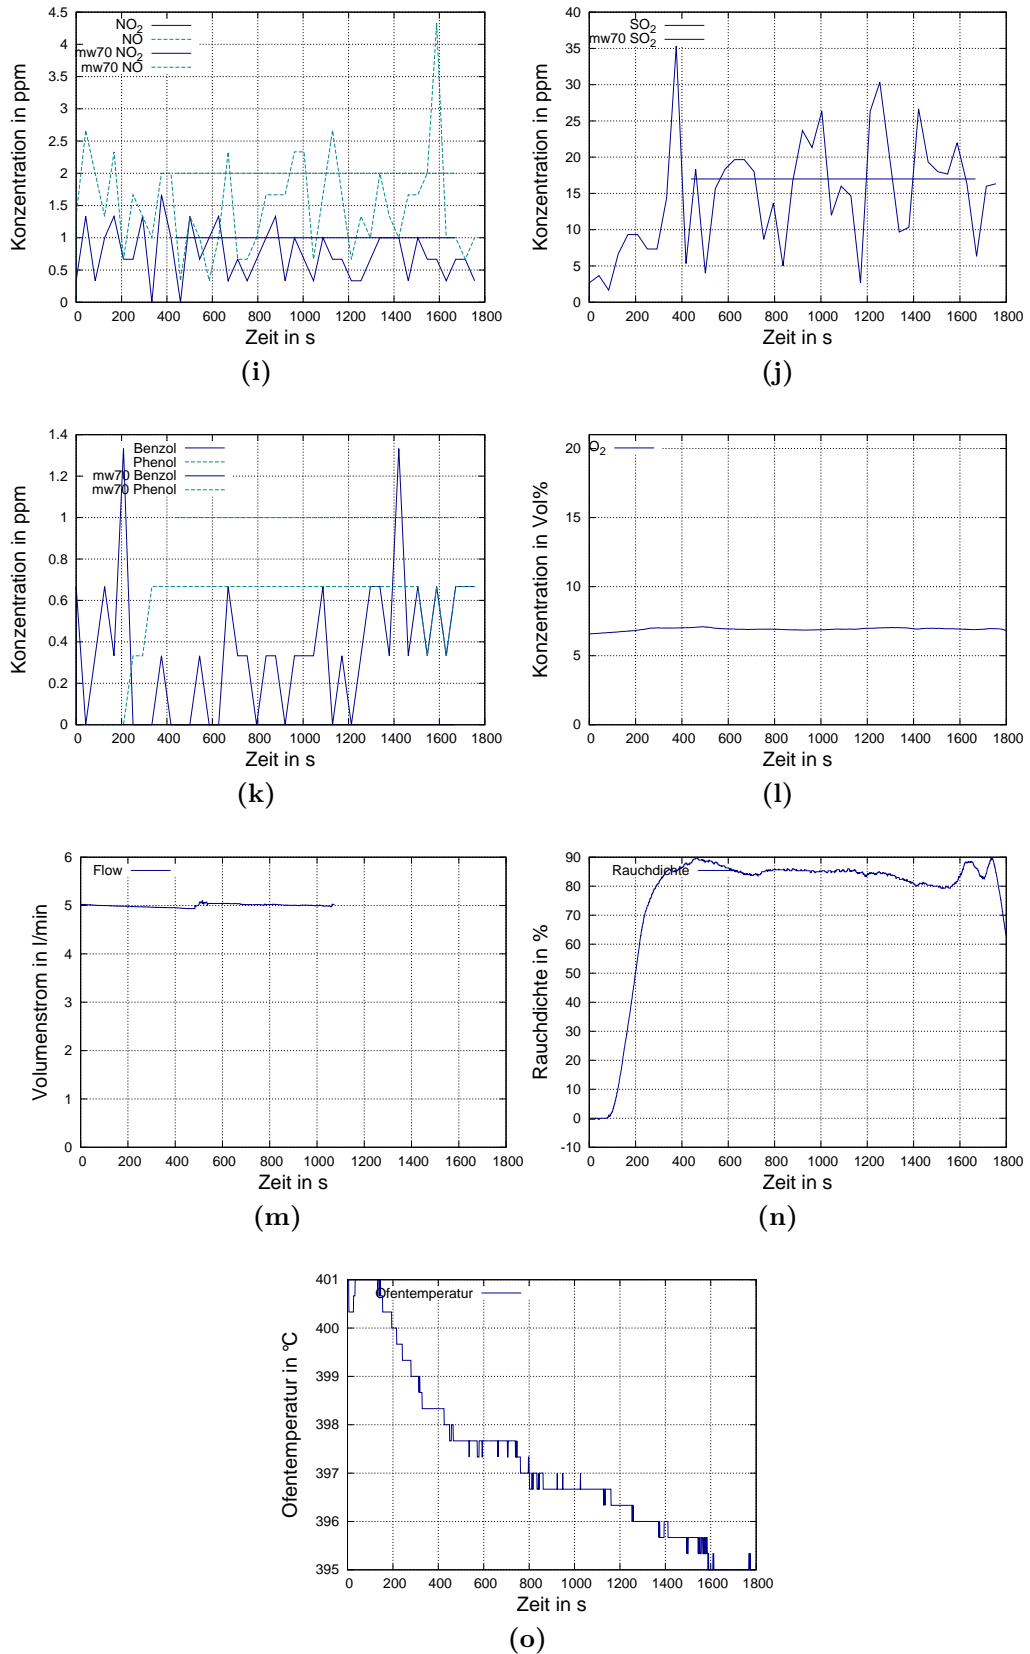 NO2
NO
mw70 NO2
mw70 NO
4.5
4
3.5
3
2.5
2
1.5
1
0.5
0
0 200 400 600 800 1000 1200 1400 1600 1800
Konzentration in ppm
Zeit in s
(i)
SO2
mw70 SO2
40
35
30
25
20
15
10
5
0
0 200 400 600 800 1000 1200 1400 1600 1800
Konzentration in ppm
Zeit in s
(j)
Benzol
Phenol
mw70 Benzol
mw70 Phenol
1.4
1.2
1
0.8
0.6
0.4
0.2
0
0 200 400 600 800 1000 1200 1400 1600 1800
Konzentration in ppm
Zeit in s
(k)
O2
20
15
10
5
0
0 200 400 600 800 1000 1200 1400 1600 1800
Konzentration in Vol%
Zeit in s
(l)
Flow
6
5
4
3
2
1
0
0 200 400 600 800 1000 1200 1400 1600 1800
Volumenstrom in l/min
Zeit in s
(m)
Rauchdichte
90
80
70
60
50
40
30
20
10
0
-10
0 200 400 600 800 1000 1200 1400 1600 1800
Rauchdichte in %
Zeit in s
(n)
Ofentemperatur
401
400
399
398
397
396
395
0 200 400 600 800 1000 1200 1400 1600 1800
Ofentemperatur in °C
Zeit in s
(o)